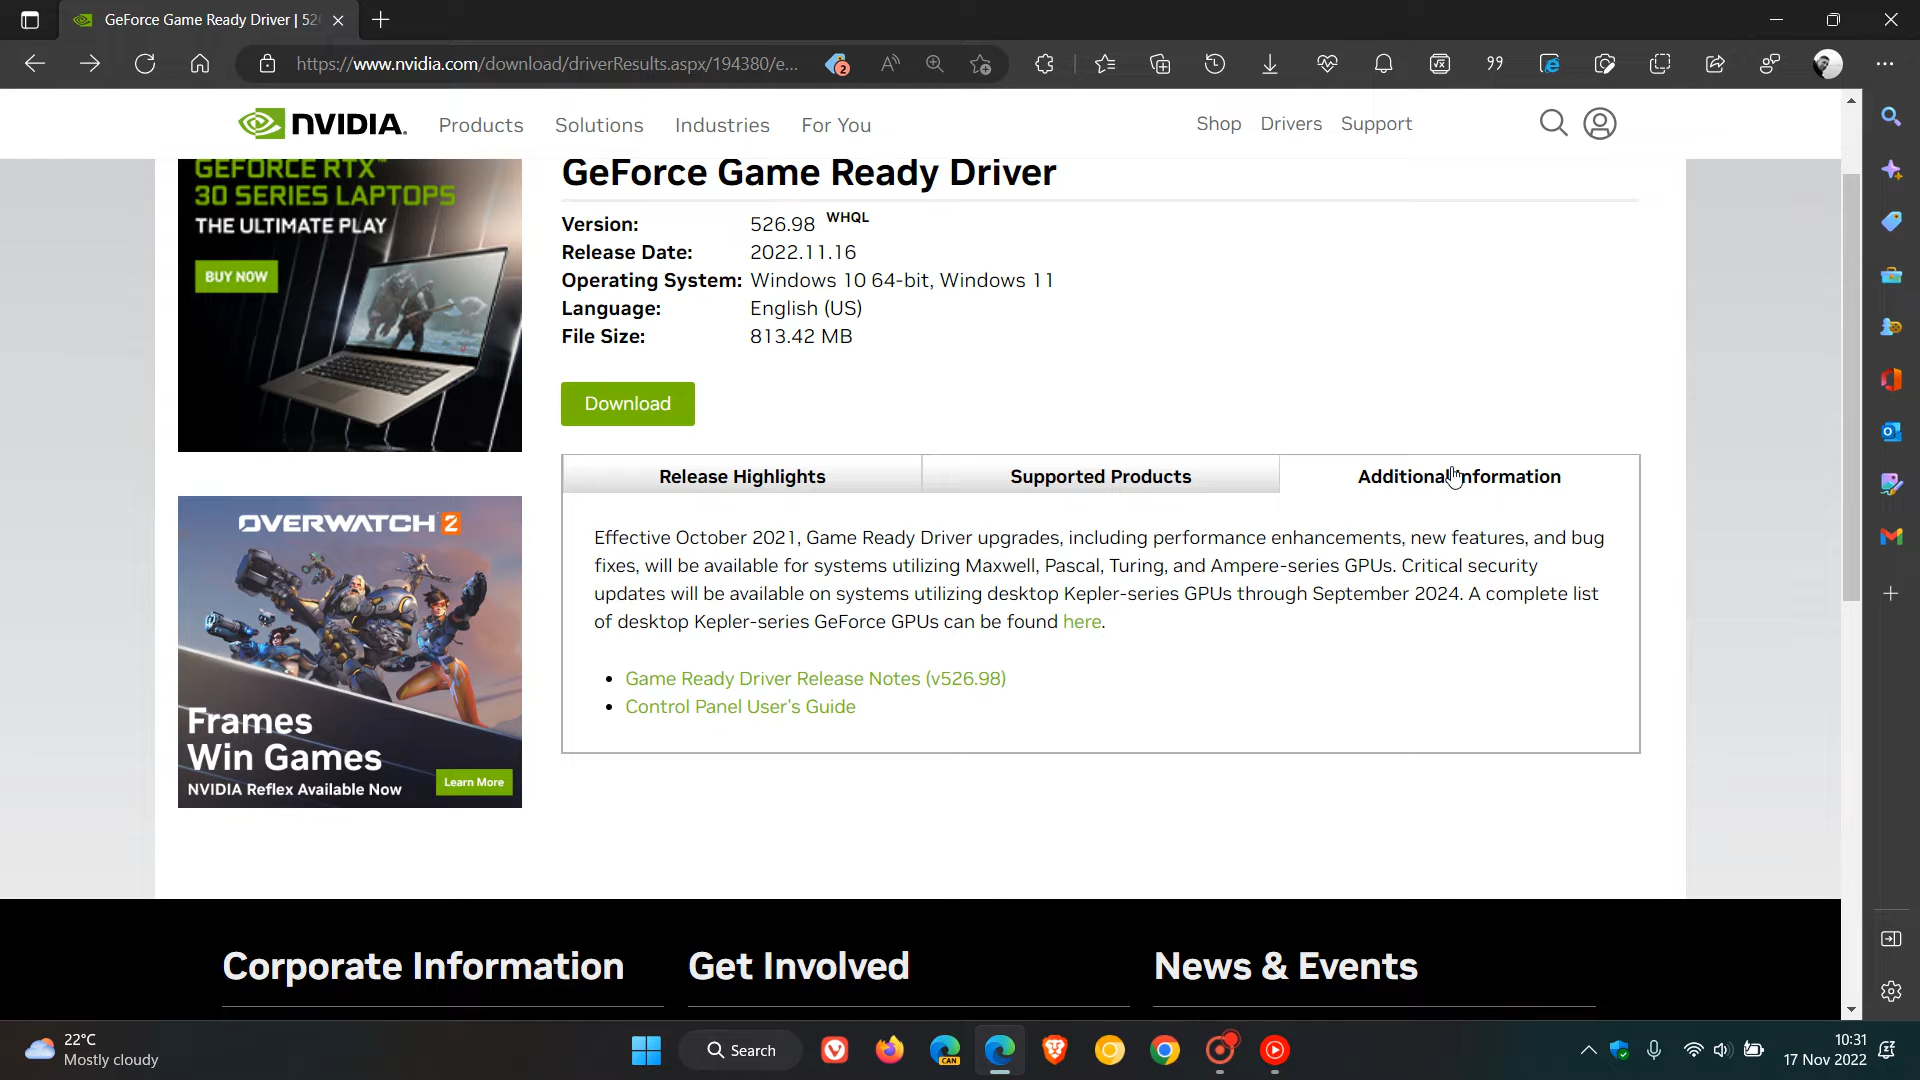 GeForce Game Ready Driver | 52
https://www.nvidia.com/download/driverResults.aspx/194380/e...
2
NVIDIA.
Products
Solutions
Industries
For You
Shop
Drivers
Support
GEFORCE RTX™
30 SERIES LAPTOPS
THE ULTIMATE PLAY
BUY NOW
GeForce Game Ready Driver
Version: 526.98 WHQL
Release Date: 2022.11.16
Operating System: Windows 10 64-bit, Windows 11
Language: English (US)
File Size: 813.42 MB
Download
Release Highlights
Supported Products
Additional Information
Effective October 2021, Game Ready Driver upgrades, including performance enhancements, new features, and bug
fixes, will be available for systems utilizing Maxwell, Pascal, Turing, and Ampere-series GPUs. Critical security
updates will be available on systems utilizing desktop Kepler-series GPUs through September 2024. A complete list
of desktop Kepler-series GeForce GPUs can be found here.
Game Ready Driver Release Notes (v526.98)
Control Panel User's Guide
OVERWATCH 2
Frames
Win Games
NVIDIA Reflex Available Now
Learn More
Corporate Information
Get Involved
News & Events
22°C
Mostly cloudy
Search
CAN
10:31
17 Nov 2022